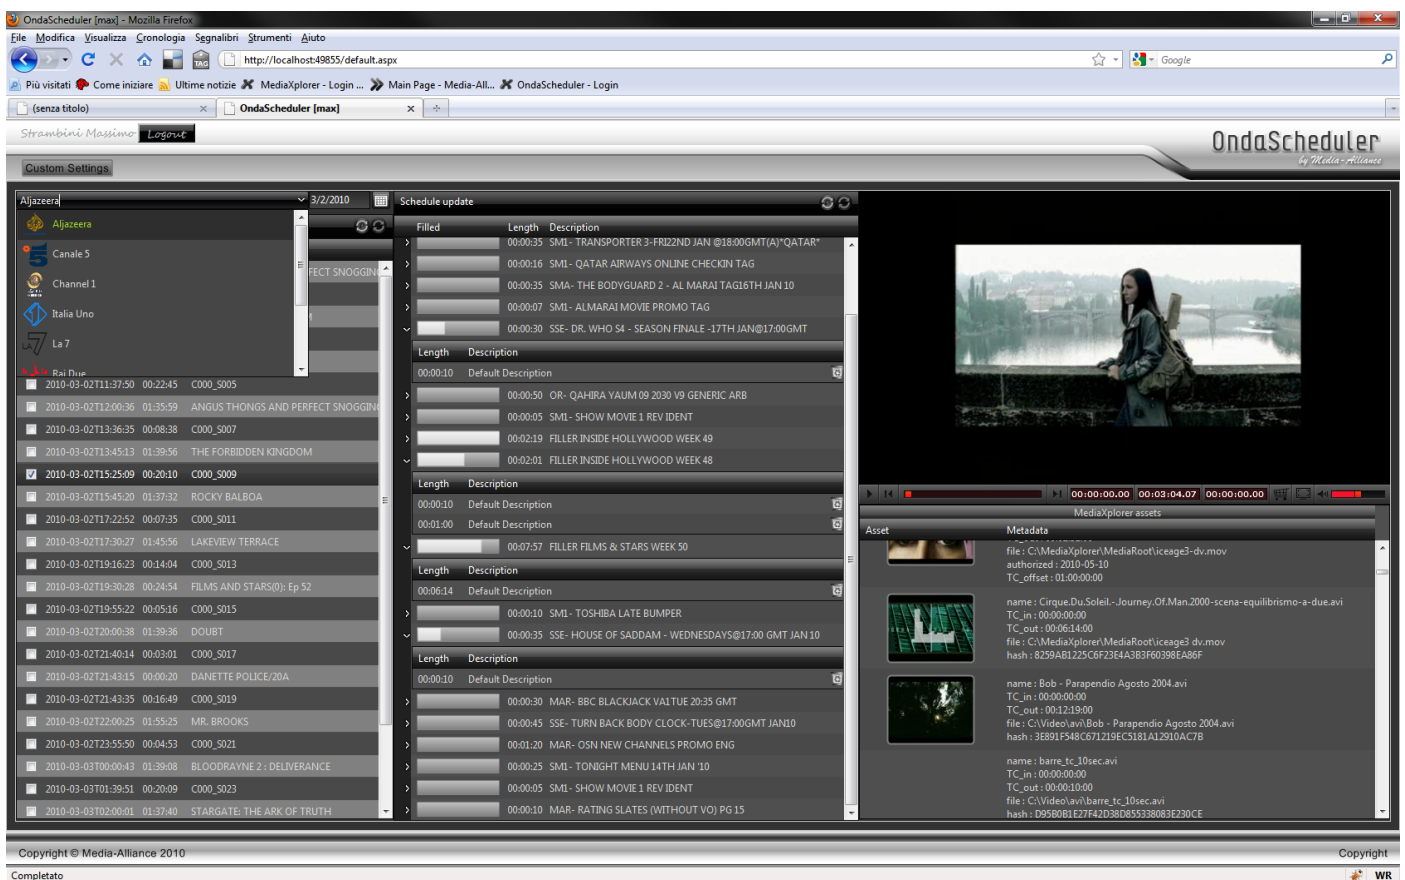 OndaScheduler [max] - Mozilla Firefox
File Modifica Visualizza Cronologia Segnalibri Strumenti Aiuto
TAG http://localhost:49855/default.aspx Google
Più visitati Come iniziare Ultime notizie MediaXplorer - Login ... Main Page - Media-All... OndaScheduler - Login
(senza titolo) OndaScheduler [max]
Strambini Massimo Logout
OndaScheduler
by Media-Alliance
Custom Settings
Aljazeera 3/2/2010
Aljazeera
Canale 5
Channel 1
Italia Uno
La 7
Rai Due
FECT SNOGGING
2010-03-02T11:37:50 00:22:45 C000_S005
2010-03-02T12:00:36 01:35:59 ANGUS THONGS AND PERFECT SNOGGING
2010-03-02T13:36:35 00:08:38 C000_S007
2010-03-02T13:45:13 01:39:56 THE FORBIDDEN KINGDOM
2010-03-02T15:25:09 00:20:10 C000_S009
2010-03-02T15:45:20 01:37:32 ROCKY BALBOA
2010-03-02T17:22:52 00:07:35 C000_S011
2010-03-02T17:30:27 01:45:56 LAKEVIEW TERRACE
2010-03-02T19:16:23 00:14:04 C000_S013
2010-03-02T19:30:28 00:24:54 FILMS AND STARS(0): Ep 52
2010-03-02T19:55:22 00:05:16 C000_S015
2010-03-02T20:00:38 01:39:36 DOUBT
2010-03-02T21:40:14 00:03:01 C000_S017
2010-03-02T21:43:15 00:00:20 DANETTE POLICE/20A
2010-03-02T21:43:35 00:16:49 C000_S019
2010-03-02T22:00:25 01:55:25 MR. BROOKS
2010-03-02T23:55:50 00:04:53 C000_S021
2010-03-03T00:00:43 01:39:08 BLOODRAYNE 2 : DELIVERANCE
2010-03-03T01:39:51 00:20:09 C000_S023
2010-03-03T02:00:01 01:37:40 STARGATE: THE ARK OF TRUTH
Schedule update
Filled Length Description
00:00:35 SM1- TRANSPORTER 3-FRI22ND JAN @18:00GMT(A)*QATAR*
00:00:16 SM1- QATAR AIRWAYS ONLINE CHECKIN TAG
00:00:35 SMA- THE BODYGUARD 2 - AL MARAI TAG16TH JAN 10
00:00:07 SM1- ALMARAI MOVIE PROMO TAG
00:00:30 SSE- DR. WHO S4 - SEASON FINALE -17TH JAN@17:00GMT
Length Description
00:00:10 Default Description
00:00:50 OR- QAHIRA YAUM 09 2030 V9 GENERIC ARB
00:00:05 SM1- SHOW MOVIE 1 REV IDENT
00:02:19 FILLER INSIDE HOLLYWOOD WEEK 49
00:02:01 FILLER INSIDE HOLLYWOOD WEEK 48
Length Description
00:00:10 Default Description
00:01:00 Default Description
00:07:57 FILLER FILMS & STARS WEEK 50
Length Description
00:06:14 Default Description
00:00:10 SM1- TOSHIBA LATE BUMPER
00:00:35 SSE- HOUSE OF SADDAM - WEDNESDAYS@17:00 GMT JAN 10
Length Description
00:00:10 Default Description
00:00:30 MAR- BBC BLACKJACK VA1TUE 20:35 GMT
00:00:45 SSE- TURN BACK BODY CLOCK-TUES@17:00GMT JAN10
00:01:20 MAR- OSN NEW CHANNELS PROMO ENG
00:00:25 SM1- TONIGHT MENU 14TH JAN '10
00:00:05 SM1- SHOW MOVIE 1 REV IDENT
00:00:10 MAR- RATING SLATES (WITHOUT VO) PG 15
00:00:00.00 00:03:04.07 00:00:00.00
MediaXplorer assets
Asset Metadata
file : C:\MediaXplorer\MediaRoot\iceage3-dv.mov
authorized : 2010-05-10
TC_offset : 01:00:00:00
name : Cirque.Du.Soleil.-.Journey.Of.Man.2000-scena-equilibrismo-a-due.avi
TC_in : 00:00:00:00
TC_out : 00:06:14:00
file : C:\MediaXplorer\MediaRoot\iceage3 dv.mov
hash : 8259AB1225C6F23E4A3B3F60398EA86F
name : Bob - Parapendio Agosto 2004.avi
TC_in : 00:00:00:00
TC_out : 00:12:19:00
file : C:\Video\avi\Bob - Parapendio Agosto 2004.avi
hash : 3E891F548C671219EC5181A12910AC7B
name : barre_tc_10sec.avi
TC_in : 00:00:00:00
TC_out : 00:00:10:00
file : C:\Video\avi\barre_tc_10sec.avi
hash : D95B0B1E27F42D38D855338083E230CE
Copyright © Media-Alliance 2010 Copyright
Completato WR